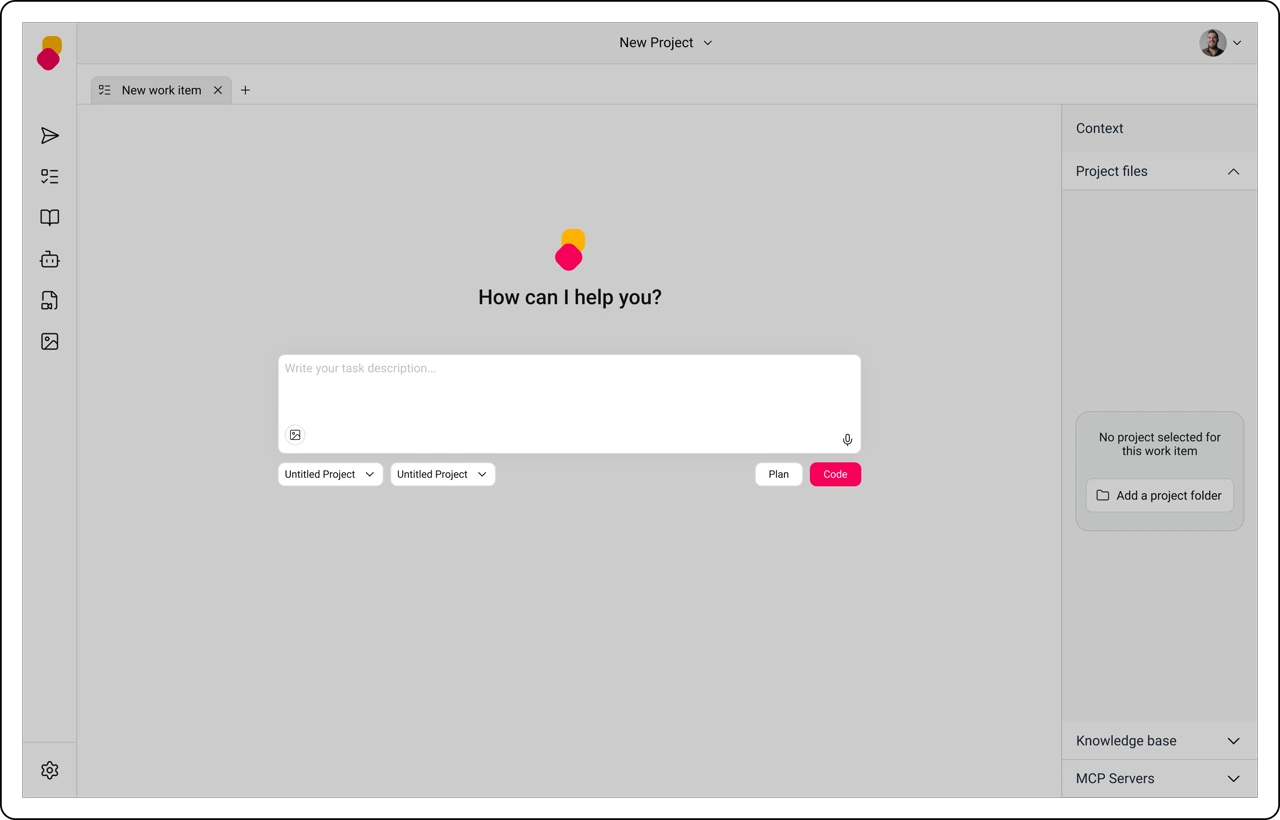 New Project
New work item
Context
Project files
How can I help you?
Write your task description...
Untitled Project
Untitled Project
Plan
Code
No project selected for
this work item
Add a project folder
Knowledge base
MCP Servers